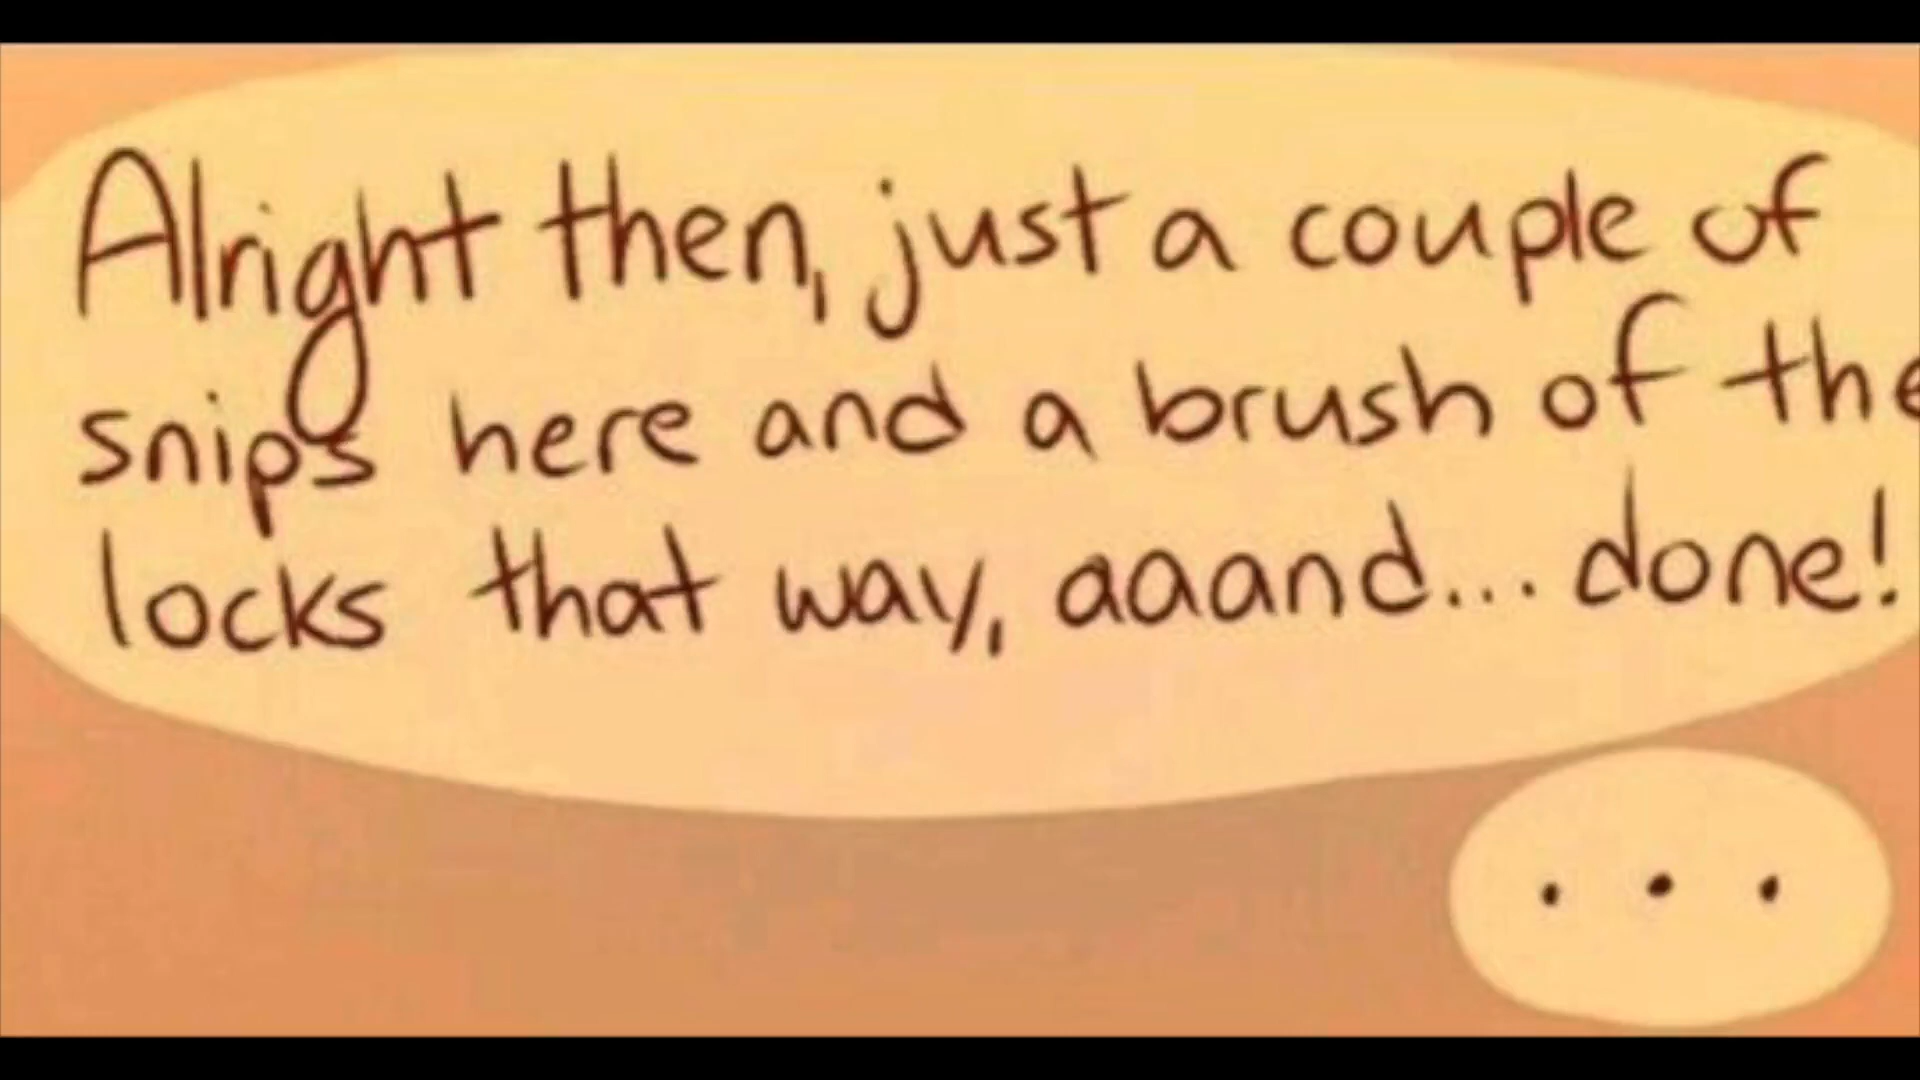 Alright then, just a couple of
snips here and a brush of the
locks that way, aaand... done!
...